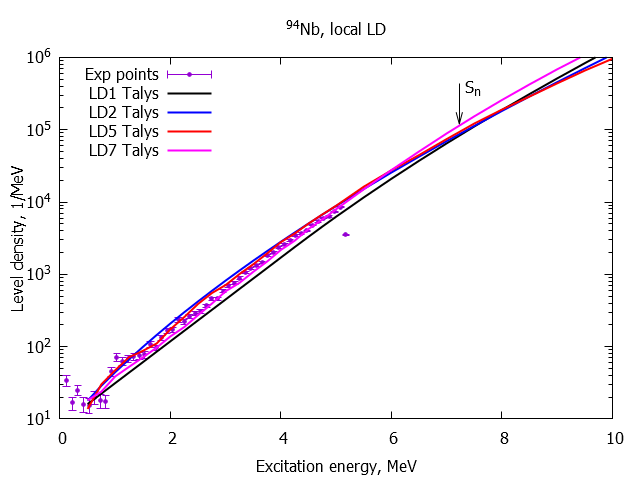 ⁹⁴Nb, local LD
Level density, 1/MeV
10⁶
10⁵
10⁴
10³
10²
10¹
Exp points
LD1 Talys
LD2 Talys
LD5 Talys
LD7 Talys
Sₙ
0 2 4 6 8 10
Excitation energy, MeV